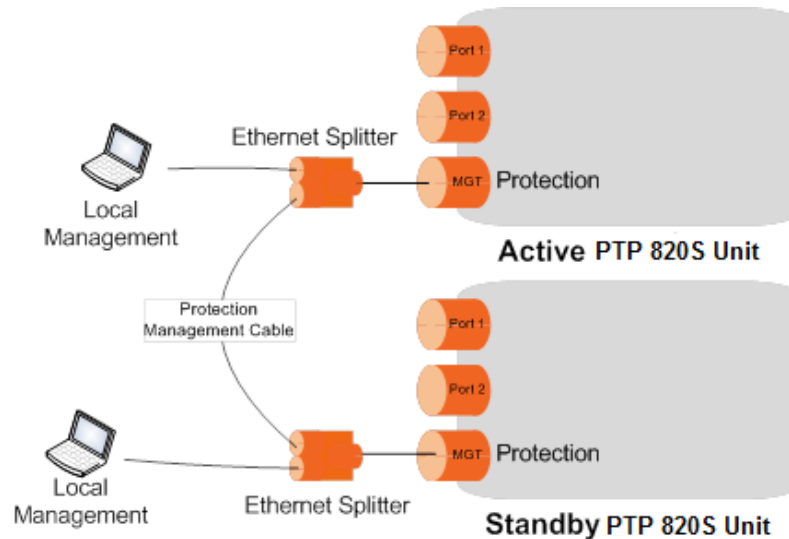 Port 1
Port 2
Ethernet Splitter
MGT
Protection
Local
Management
Active PTP 820S Unit
Protection
Management Cable
Port 1
Port 2
MGT
Protection
Local
Management
Ethernet Splitter
Standby PTP 820S Unit